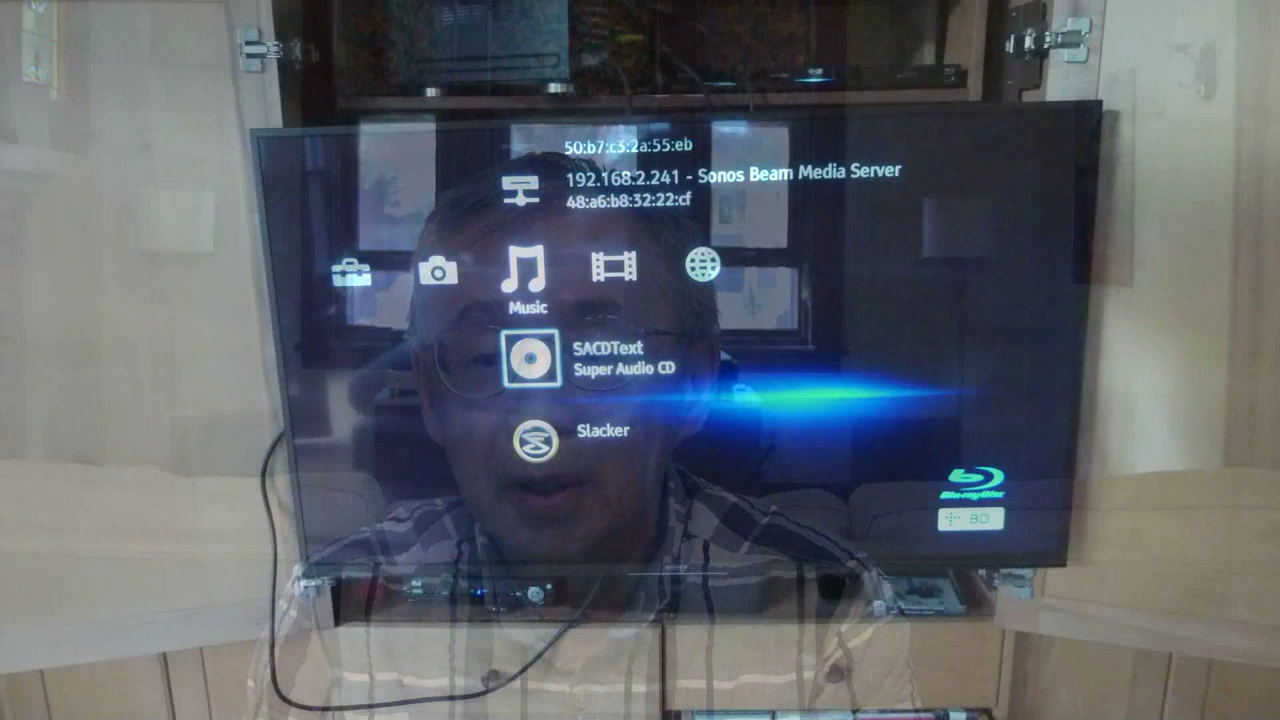 50:b7:c3:2a:55:eb
192.168.2.241 - Sonos Beam Media Server
48:a6:b8:32:22:cf
Music
SACDText
Super Audio CD
Slacker
Blu-ray Disc
BD